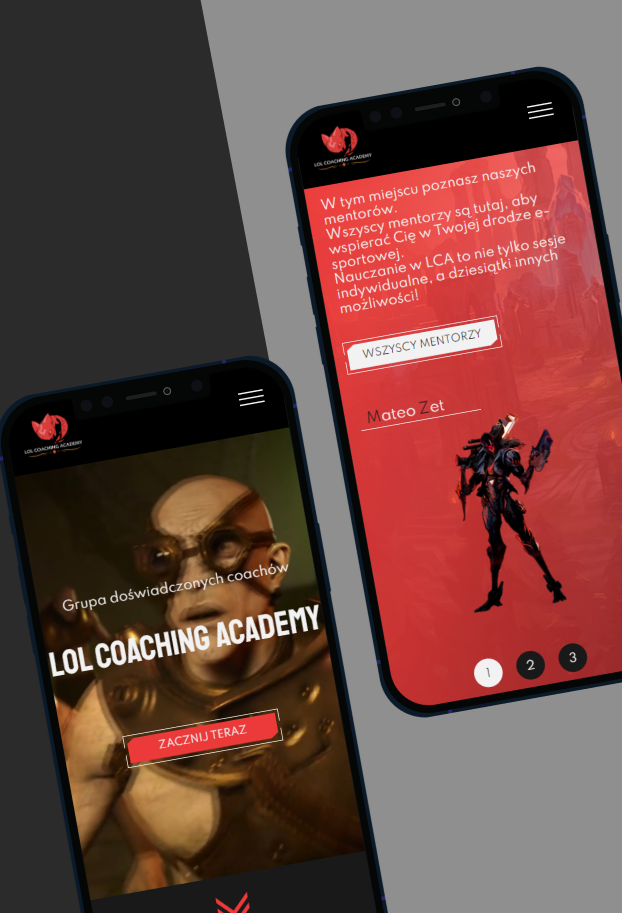 LOL COACHING ACADEMY
W tym miejscu poznasz naszych
mentorów.
Wszyscy mentorzy są tutaj, aby
wspierać Cię w Twojej drodze e-
sportowej.
Nauczanie w LCA to nie tylko sesje
indywidualne, a dziesiątki innych
możliwości!
WSZYSCY MENTORZY
Mateo Zet
1 2 3
LOL COACHING ACADEMY
Grupa doświadczonych coachów
LOL COACHING ACADEMY
ZACZNIJ TERAZ